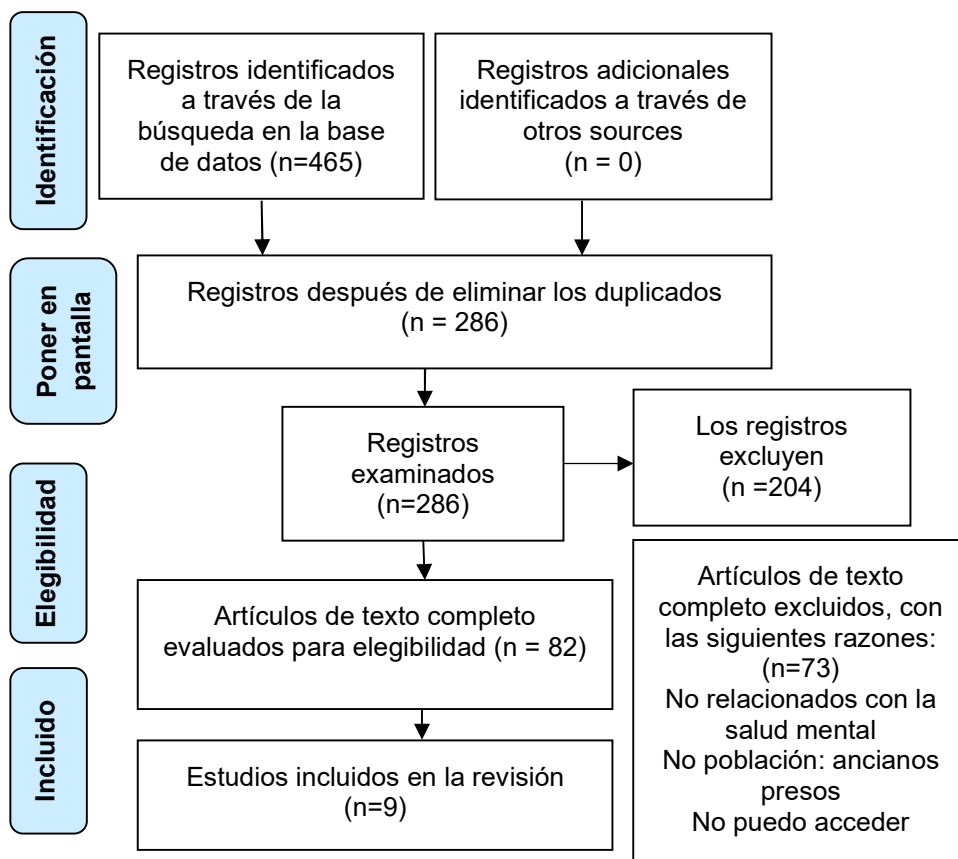 Identificación
Registros identificados
a través de la
búsqueda en la base
de datos (n=465)
Registros adicionales
identificados a través de
otros sources
(n = 0)
Poner en
pantalla
Registros después de eliminar los duplicados
(n = 286)
Registros
examinados
(n=286)
Los registros
excluyen
(n =204)
Elegibilidad
Artículos de texto completo
evaluados para elegibilidad (n = 82)
Artículos de texto
completo excluidos, con
las siguientes razones:
(n=73)
No relacionados con la
salud mental
No población: ancianos
presos
No puedo acceder
Incluido
Estudios incluidos en la revisión
(n=9)